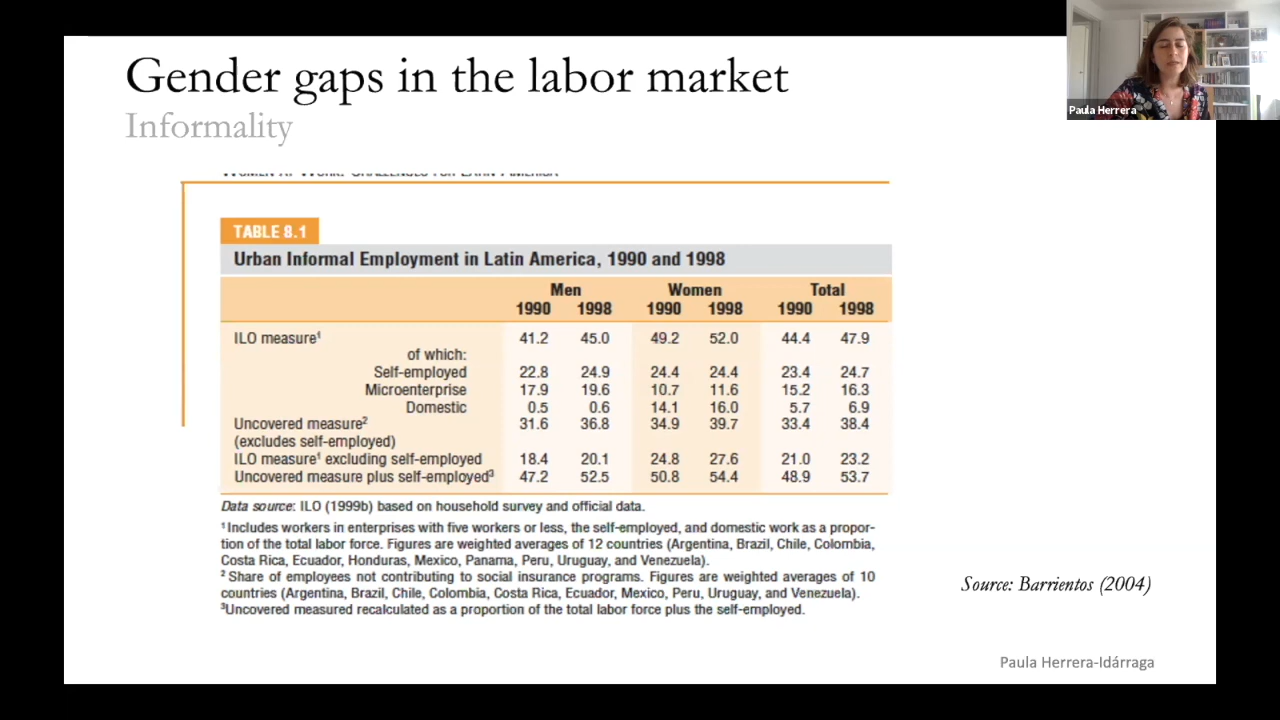 Gender gaps in the labor market
Informality
Paula Herrera
WOMEN AT WORK: CHALLENGES FOR LATIN AMERICA
TABLE 8.1
Urban Informal Employment in Latin America, 1990 and 1998
Men Women Total
1990 1998 1990 1998 1990 1998
ILO measure¹ 41.2 45.0 49.2 52.0 44.4 47.9
of which:
Self-employed 22.8 24.9 24.4 24.4 23.4 24.7
Microenterprise 17.9 19.6 10.7 11.6 15.2 16.3
Domestic 0.5 0.6 14.1 16.0 5.7 6.9
Uncovered measure² 31.6 36.8 34.9 39.7 33.4 38.4
(excludes self-employed)
ILO measure¹ excluding self-employed 18.4 20.1 24.8 27.6 21.0 23.2
Uncovered measure plus self-employed³ 47.2 52.5 50.8 54.4 48.9 53.7
Data source: ILO (1999b) based on household survey and official data.
¹Includes workers in enterprises with five workers or less, the self-employed, and domestic work as a propor-
tion of the total labor force. Figures are weighted averages of 12 countries (Argentina, Brazil, Chile, Colombia,
Costa Rica, Ecuador, Honduras, Mexico, Panama, Peru, Uruguay, and Venezuela).
²Share of employees not contributing to social insurance programs. Figures are weighted averages of 10
countries (Argentina, Brazil, Chile, Colombia, Costa Rica, Ecuador, Mexico, Peru, Uruguay, and Venezuela).
³Uncovered measured recalculated as a proportion of the total labor force plus the self-employed.
Source: Barrientos (2004)
Paula Herrera-Idárraga